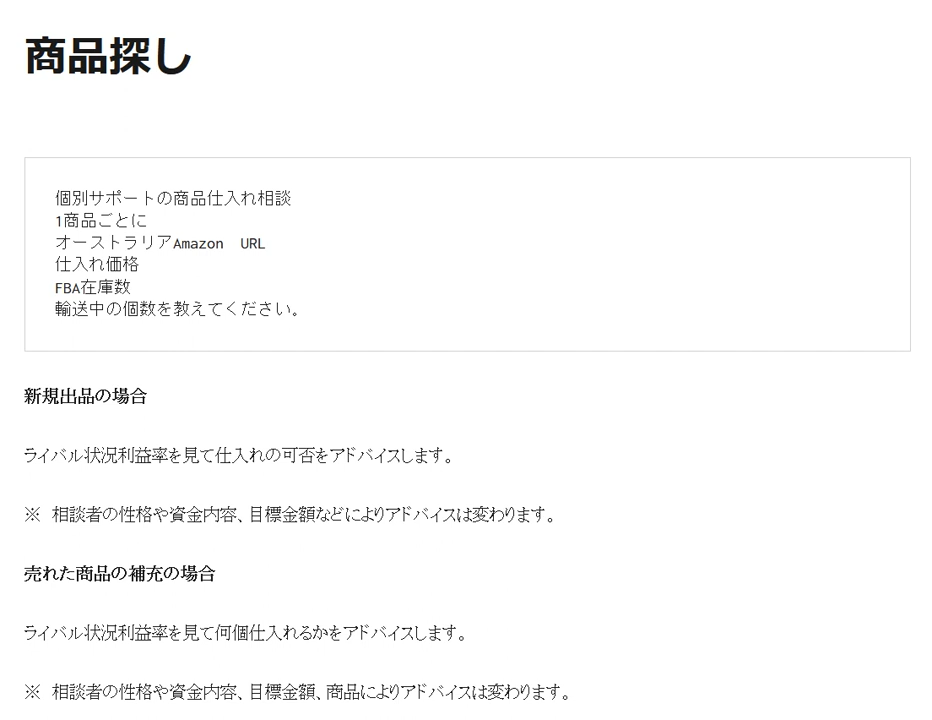 商品探し
個別サポートの商品仕入れ相談
1商品ごとに
オーストラリアAmazon　URL
仕入れ価格
FBA在庫数
輸送中の個数を教えてください。
新規出品の場合
ライバル状況利益率を見て仕入れの可否をアドバイスします。
※　相談者の性格や資金内容、目標金額などによりアドバイスは変わります。
売れた商品の補充の場合
ライバル状況利益率を見て何個仕入れるかをアドバイスします。
※　相談者の性格や資金内容、目標金額、商品によりアドバイスは変わります。